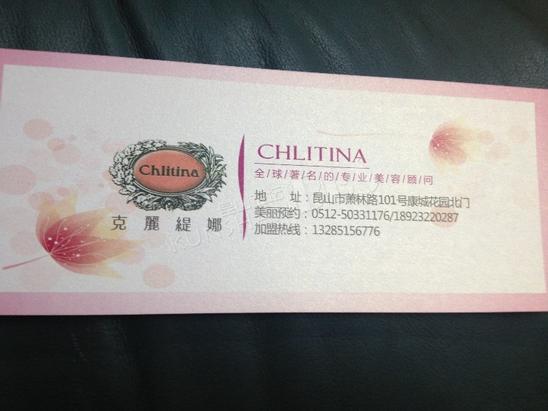 Chlitina
克麗緹娜
CHLITINA
全/球/著/名/的/专/业/美/容/顾/问
地 址：昆山市萧林路101号康城花园北门
美丽预约：0512-50331176/18923220287
加盟热线：13285156776